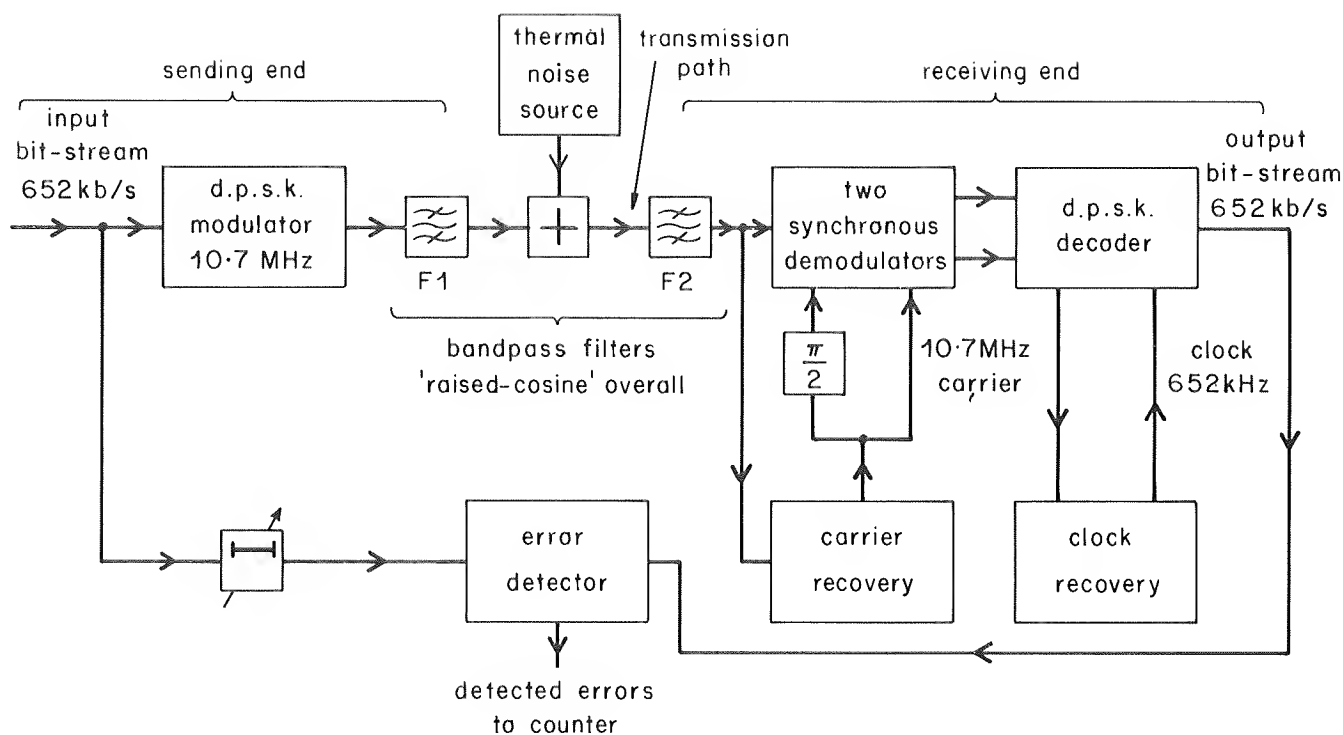 sending end
thermal
noise
source
transmission
path
receiving end
input
bit-stream
652 kb/s
d.p.s.k.
modulator
10·7 MHz
F1
+
F2
two
synchronous
demodulators
d.p.s.k.
decoder
output
bit-stream
652 kb/s
bandpass filters
'raised-cosine' overall
π
2
10·7MHz
carrier
clock
652kHz
error
detector
carrier
recovery
clock
recovery
detected errors
to counter